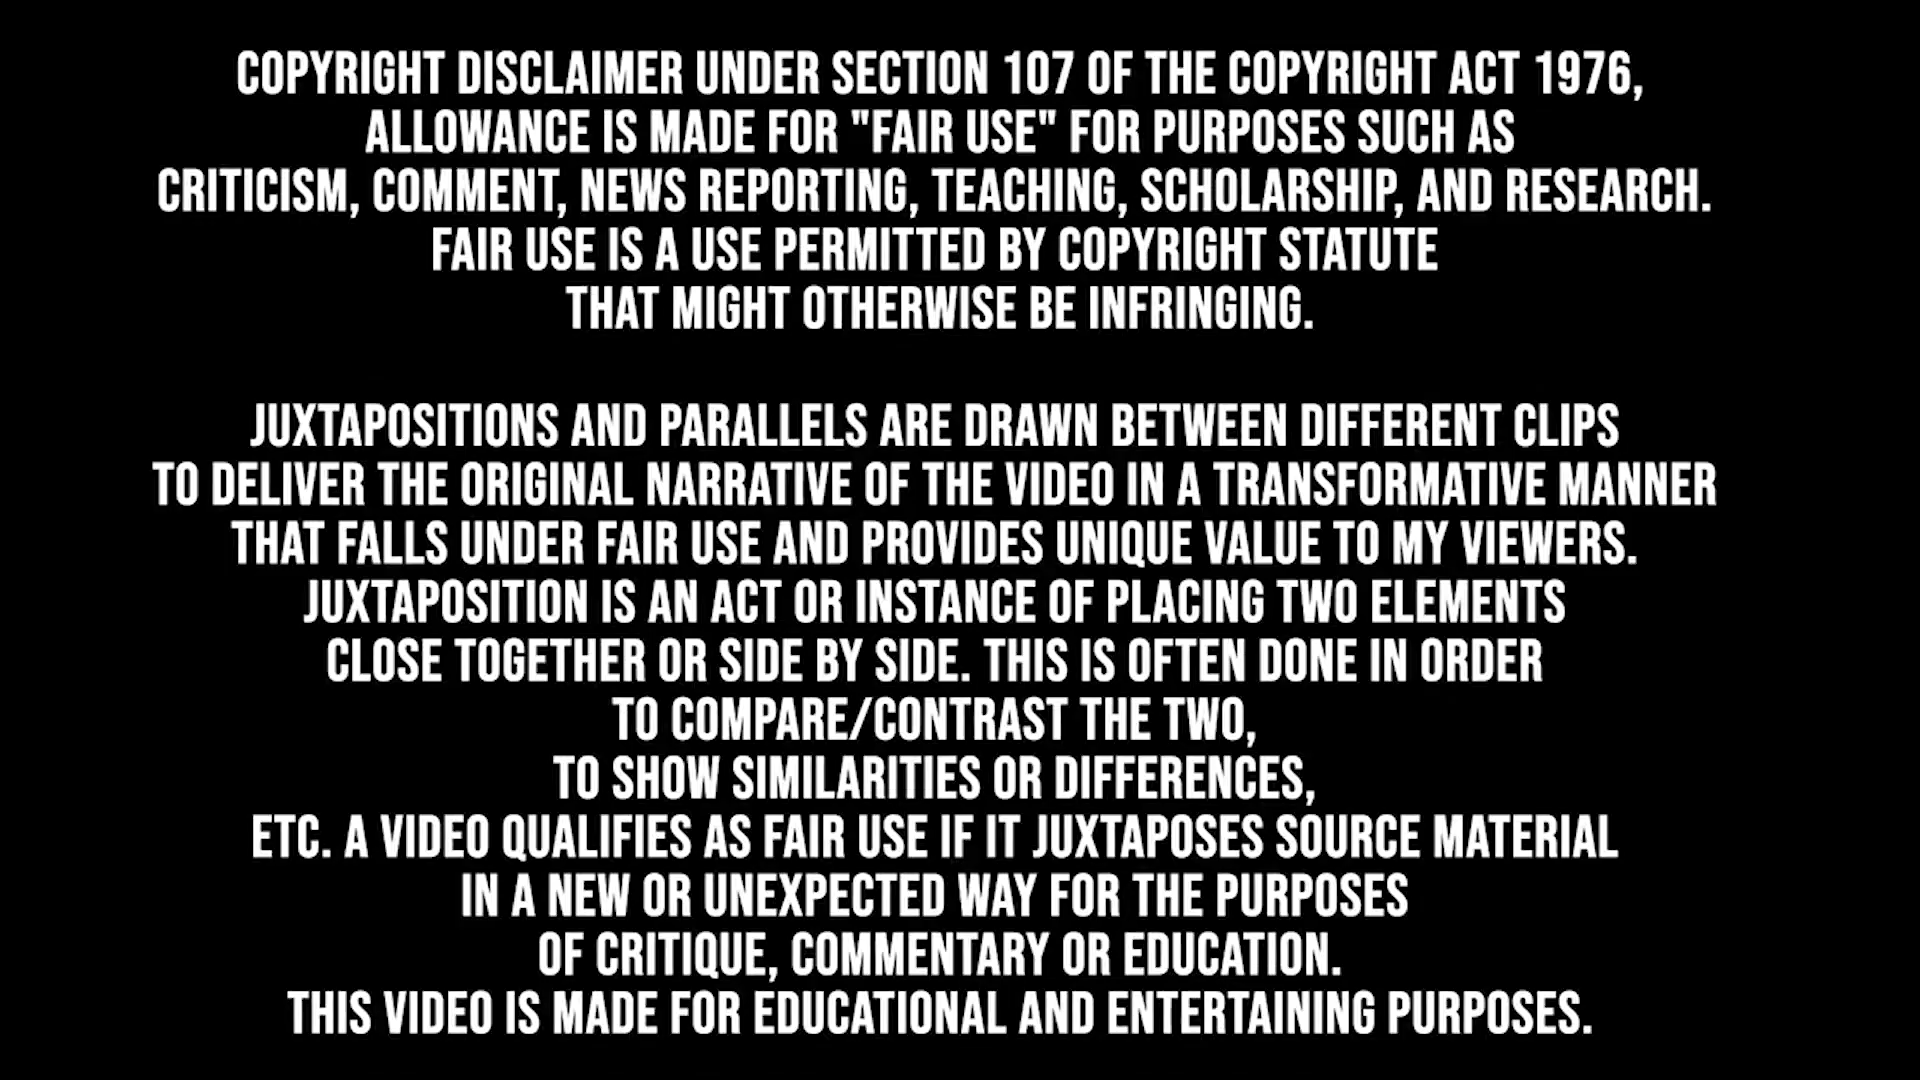 COPYRIGHT DISCLAIMER UNDER SECTION 107 OF THE COPYRIGHT ACT 1976,
ALLOWANCE IS MADE FOR "FAIR USE" FOR PURPOSES SUCH AS
CRITICISM, COMMENT, NEWS REPORTING, TEACHING, SCHOLARSHIP, AND RESEARCH.
FAIR USE IS A USE PERMITTED BY COPYRIGHT STATUTE
THAT MIGHT OTHERWISE BE INFRINGING.
JUXTAPOSITIONS AND PARALLELS ARE DRAWN BETWEEN DIFFERENT CLIPS
TO DELIVER THE ORIGINAL NARRATIVE OF THE VIDEO IN A TRANSFORMATIVE MANNER
THAT FALLS UNDER FAIR USE AND PROVIDES UNIQUE VALUE TO MY VIEWERS.
JUXTAPOSITION IS AN ACT OR INSTANCE OF PLACING TWO ELEMENTS
CLOSE TOGETHER OR SIDE BY SIDE. THIS IS OFTEN DONE IN ORDER
TO COMPARE/CONTRAST THE TWO,
TO SHOW SIMILARITIES OR DIFFERENCES,
ETC. A VIDEO QUALIFIES AS FAIR USE IF IT JUXTAPOSES SOURCE MATERIAL
IN A NEW OR UNEXPECTED WAY FOR THE PURPOSES
OF CRITIQUE, COMMENTARY OR EDUCATION.
THIS VIDEO IS MADE FOR EDUCATIONAL AND ENTERTAINING PURPOSES.